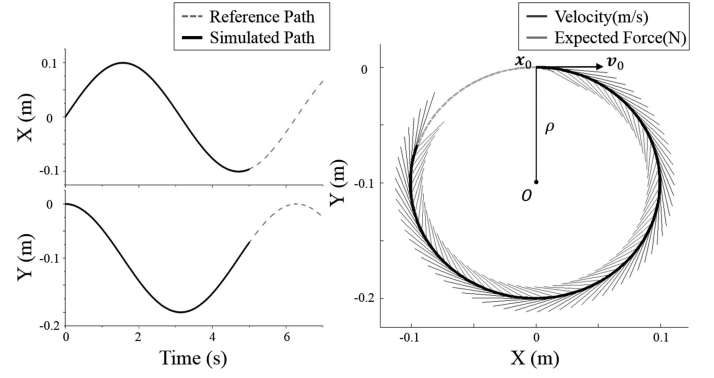 Reference Path
Simulated Path
X (m)
0.1
0
-0.1
Y (m)
0
-0.1
-0.2
0
2
4
6
Time (s)
Velocity(m/s)
Expected Force(N)
x₀
v₀
ρ
O
Y (m)
0
-0.1
-0.2
-0.1
0
0.1
X (m)